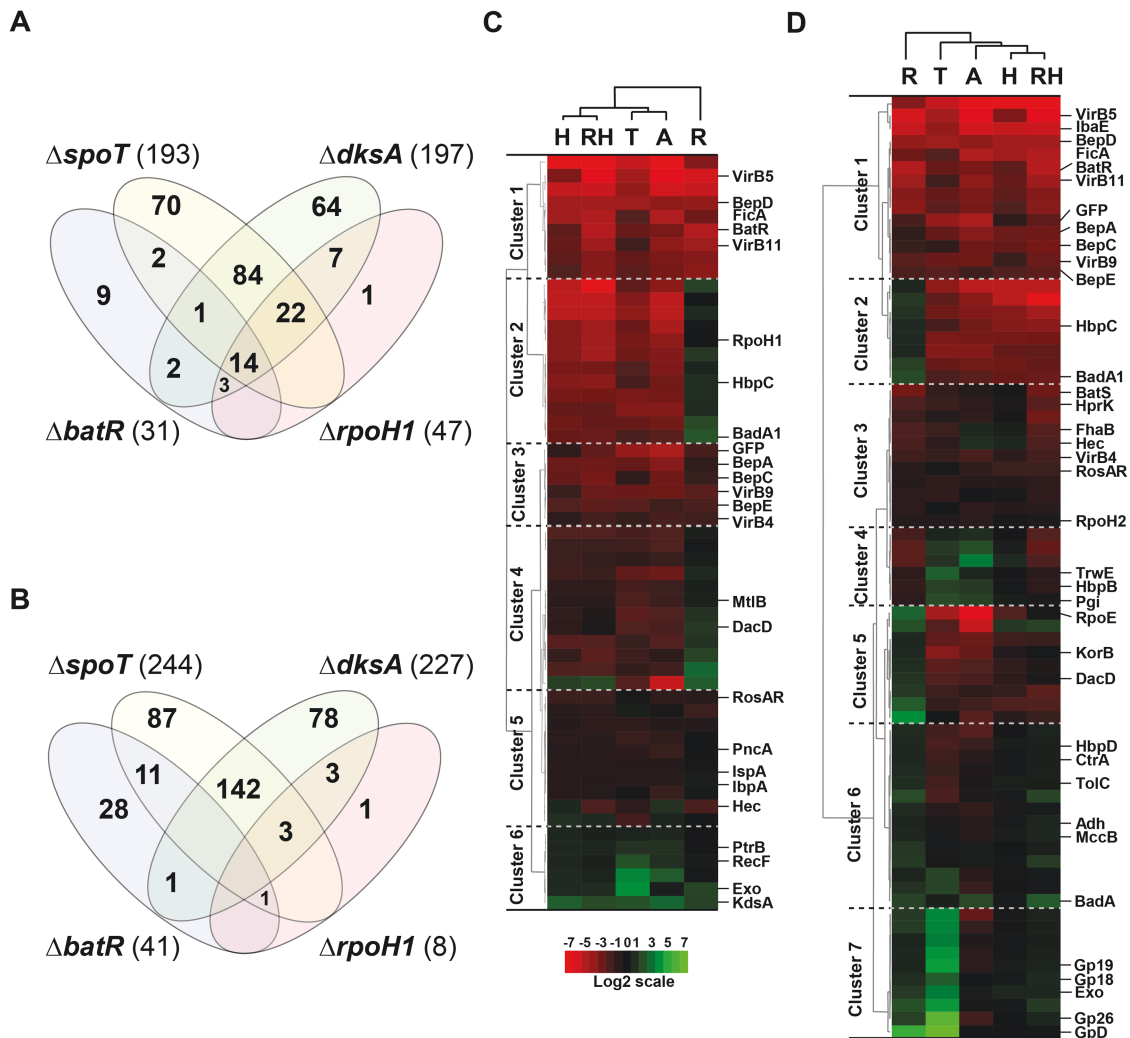 A
ΔspoT (193)
ΔdksA (197)
70
64
2
84
7
9
1
22
1
2
14
3
ΔbatR (31)
ΔrpoH1 (47)
B
ΔspoT (244)
ΔdksA (227)
87
78
11
142
3
28
3
1
1
1
ΔbatR (41)
ΔrpoH1 (8)
C
H RH T A R
Cluster 1
Cluster 2
Cluster 3
Cluster 4
Cluster 5
Cluster 6
VirB5
BepD
FicA
BatR
VirB11
RpoH1
HbpC
BadA1
GFP
BepA
BepC
VirB9
BepE
VirB4
MtlB
DacD
RosAR
PncA
IspA
IbpA
Hec
PtrB
RecF
Exo
KdsA
-7 -5 -3 -1 0 1 3 5 7
Log2 scale
D
R T A H RH
Cluster 1
Cluster 2
Cluster 3
Cluster 4
Cluster 5
Cluster 6
Cluster 7
VirB5
IbaE
BepD
FicA
BatR
VirB11
GFP
BepA
BepC
VirB9
BepE
HbpC
BadA1
BatS
HprK
FhaB
Hec
VirB4
RosAR
RpoH2
TrwE
HbpB
Pgi
RpoE
KorB
DacD
HbpD
CtrA
TolC
Adh
MccB
BadA
Gp19
Gp18
Exo
Gp26
GpD